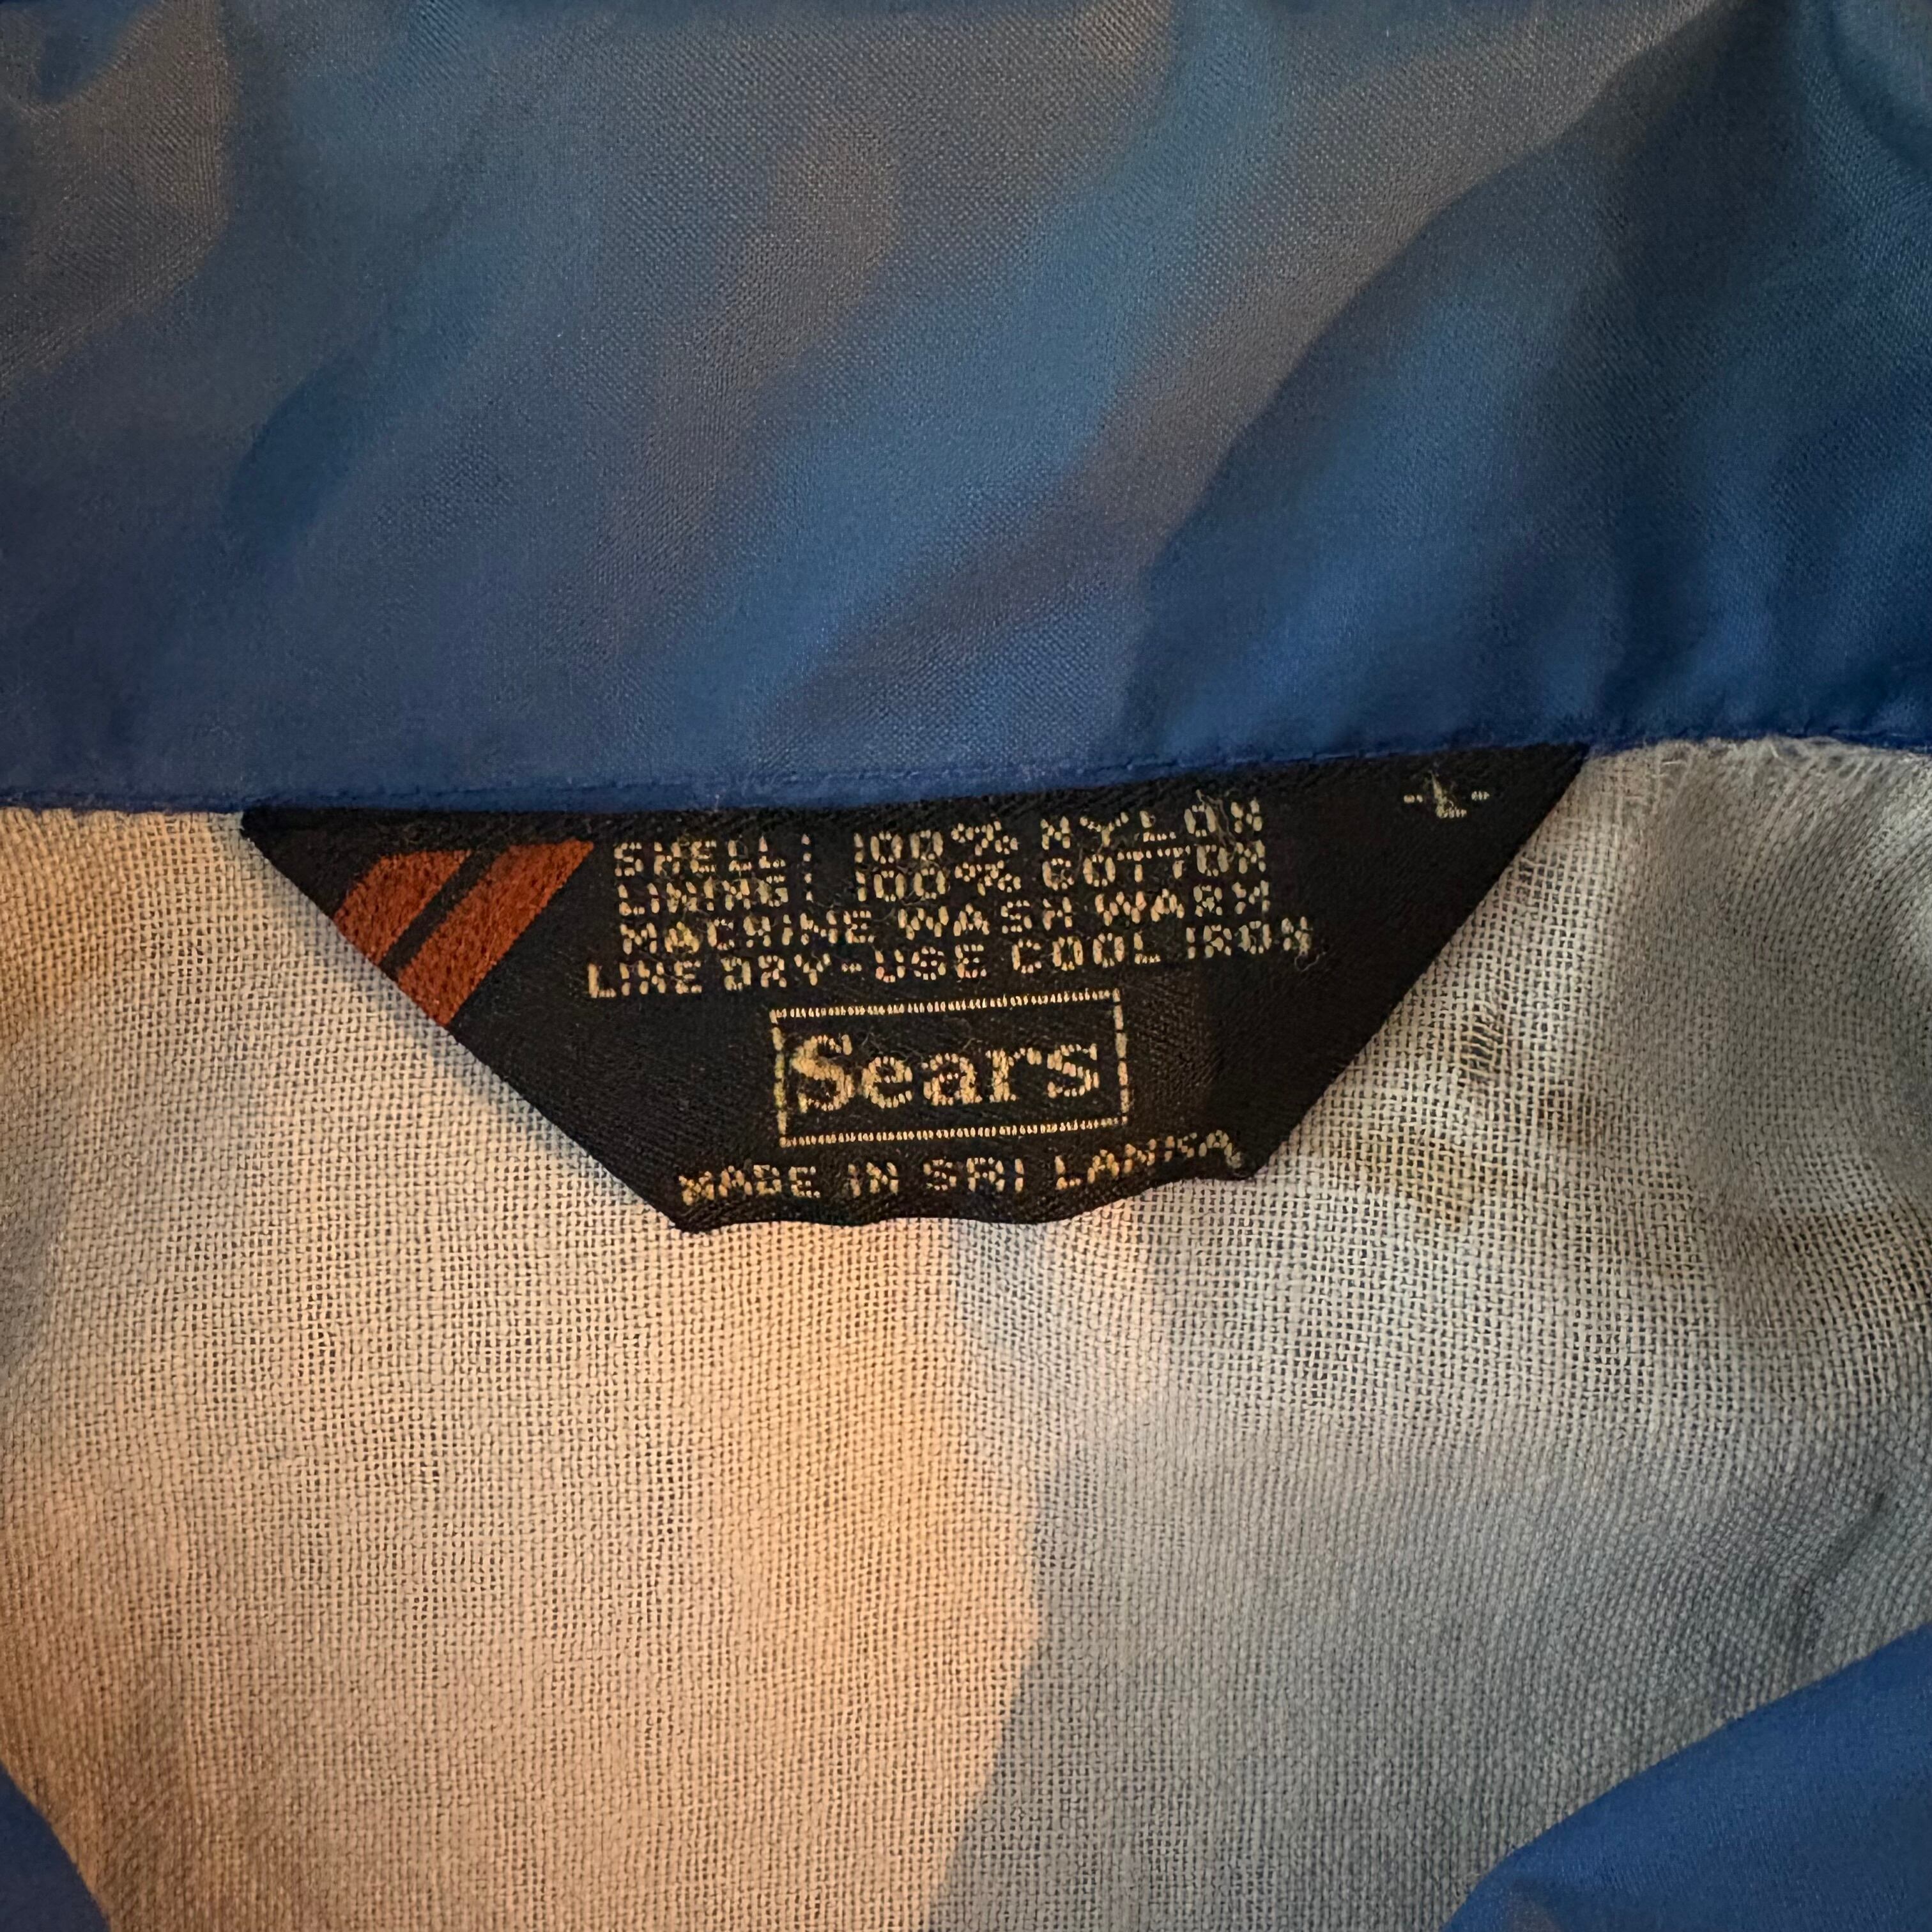 SHELL: 100% NYLON
LINING: 100% COTTON
MACHINE WASH WARM
LINE DRY-USE COOL IRON
Sears
MADE IN SRI LANKA